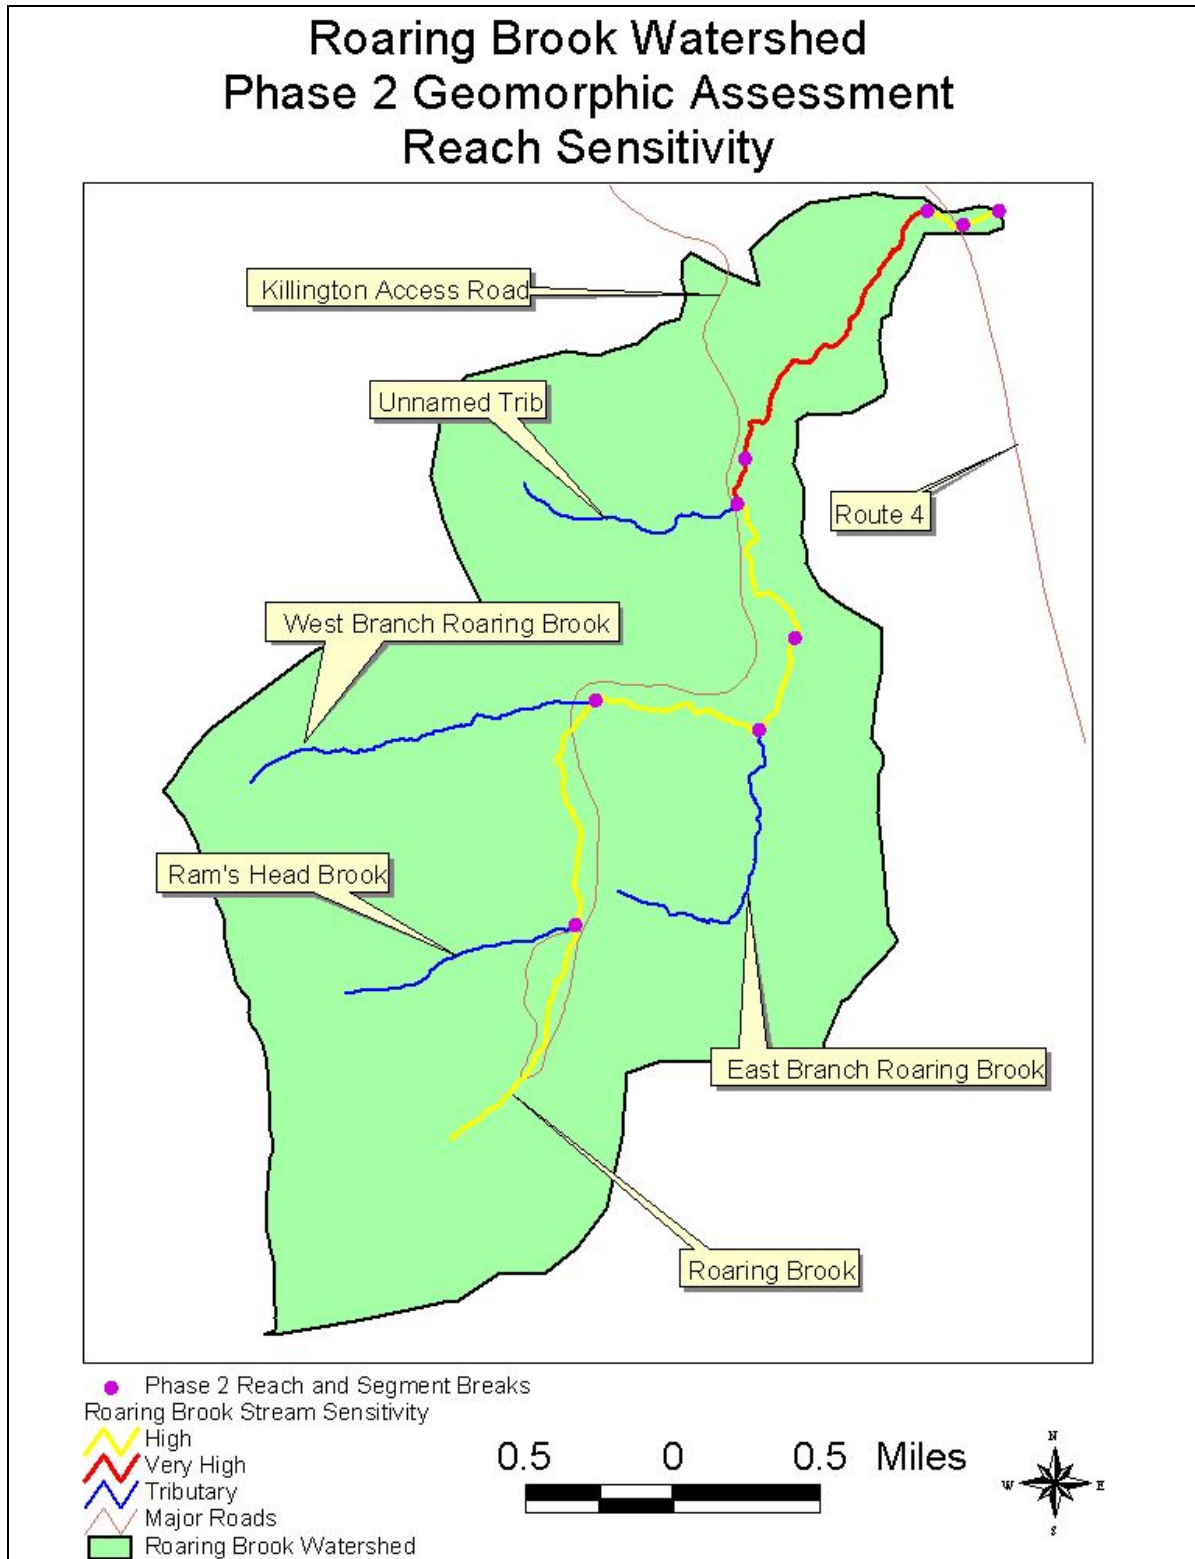 Roaring Brook Watershed
Phase 2 Geomorphic Assessment
Reach Sensitivity
Killington Access Road
Unnamed Trib
Route 4
West Branch Roaring Brook
Ram's Head Brook
East Branch Roaring Brook
Roaring Brook
Phase 2 Reach and Segment Breaks
Roaring Brook Stream Sensitivity
High
Very High
Tributary
Major Roads
Roaring Brook Watershed
0.5 0 0.5 Miles
N
W E
S